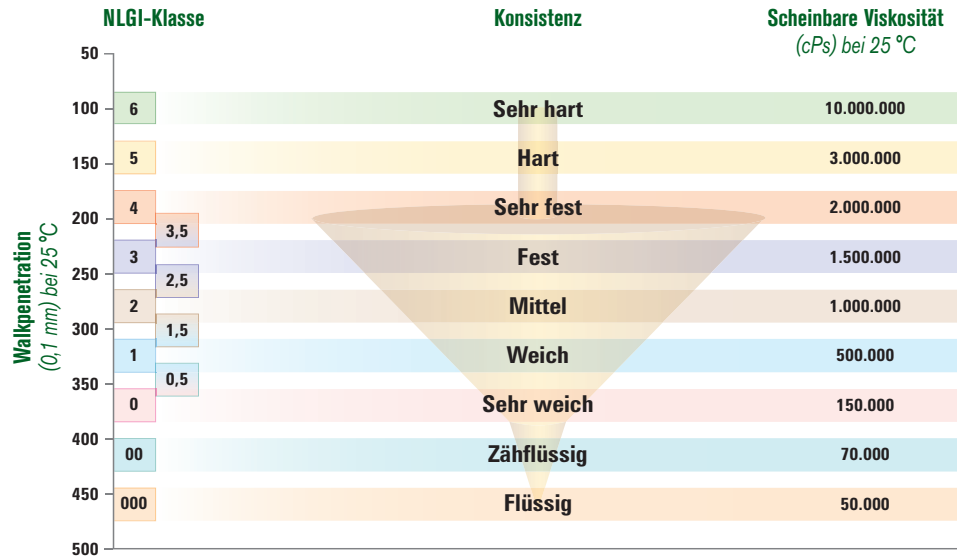 NLGI-Klasse Konsistenz Scheinbare Viskosität
(cPs) bei 25 °C
Walkpenetration
(0,1 mm) bei 25 °C
50
100 6 Sehr hart 10.000.000
150 5 Hart 3.000.000
4 Sehr fest 2.000.000
200
3,5
3 Fest 1.500.000
250
2,5
2 Mittel 1.000.000
300
1,5
1 Weich 500.000
350
0,5
0 Sehr weich 150.000
400
00 Zähflüssig 70.000
450
000 Flüssig 50.000
500